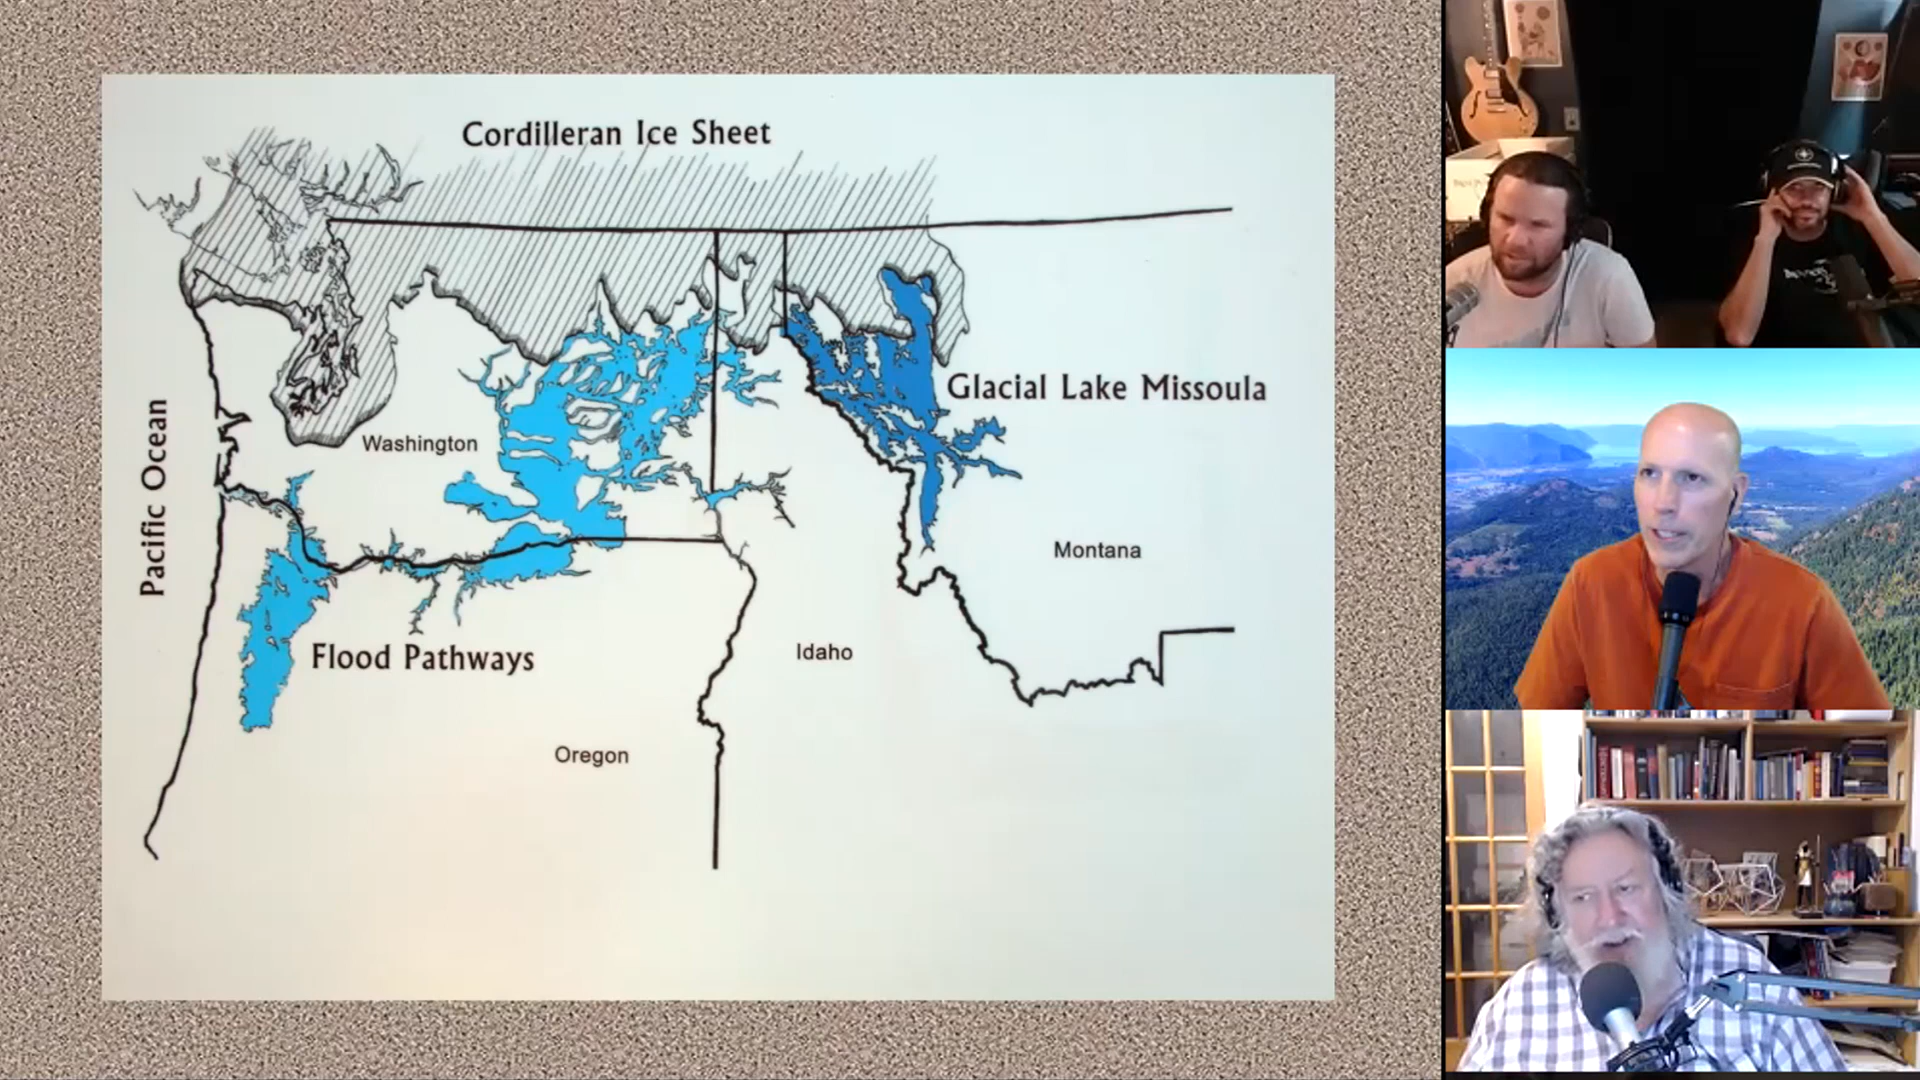 Cordilleran Ice Sheet
Glacial Lake Missoula
Pacific Ocean
Washington
Montana
Flood Pathways
Idaho
Oregon